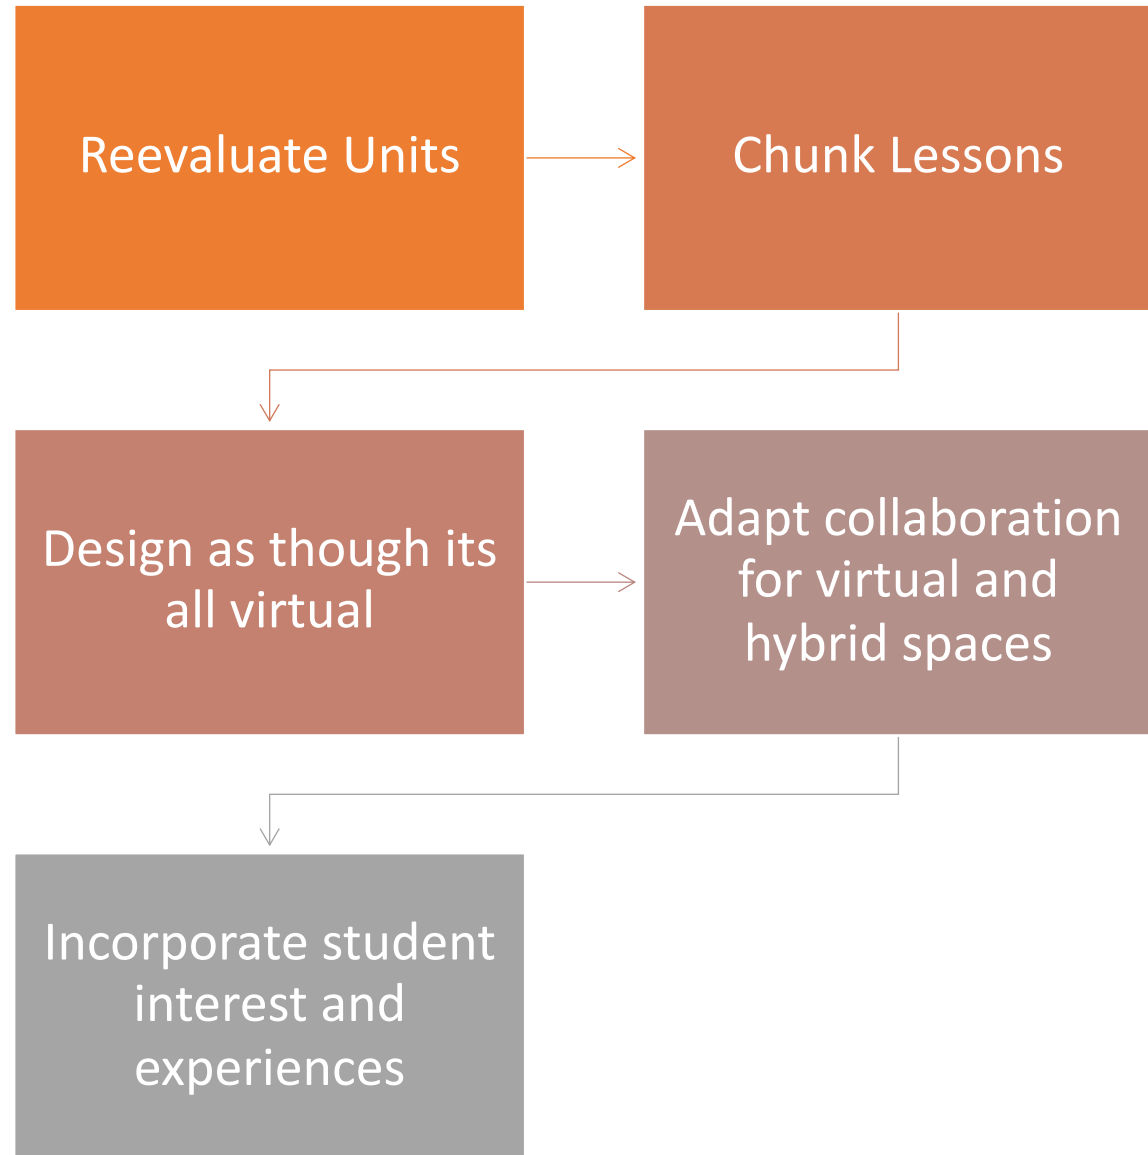 Reevaluate Units
Chunk Lessons
Design as though its
all virtual
Adapt collaboration
for virtual and
hybrid spaces
Incorporate student
interest and
experiences